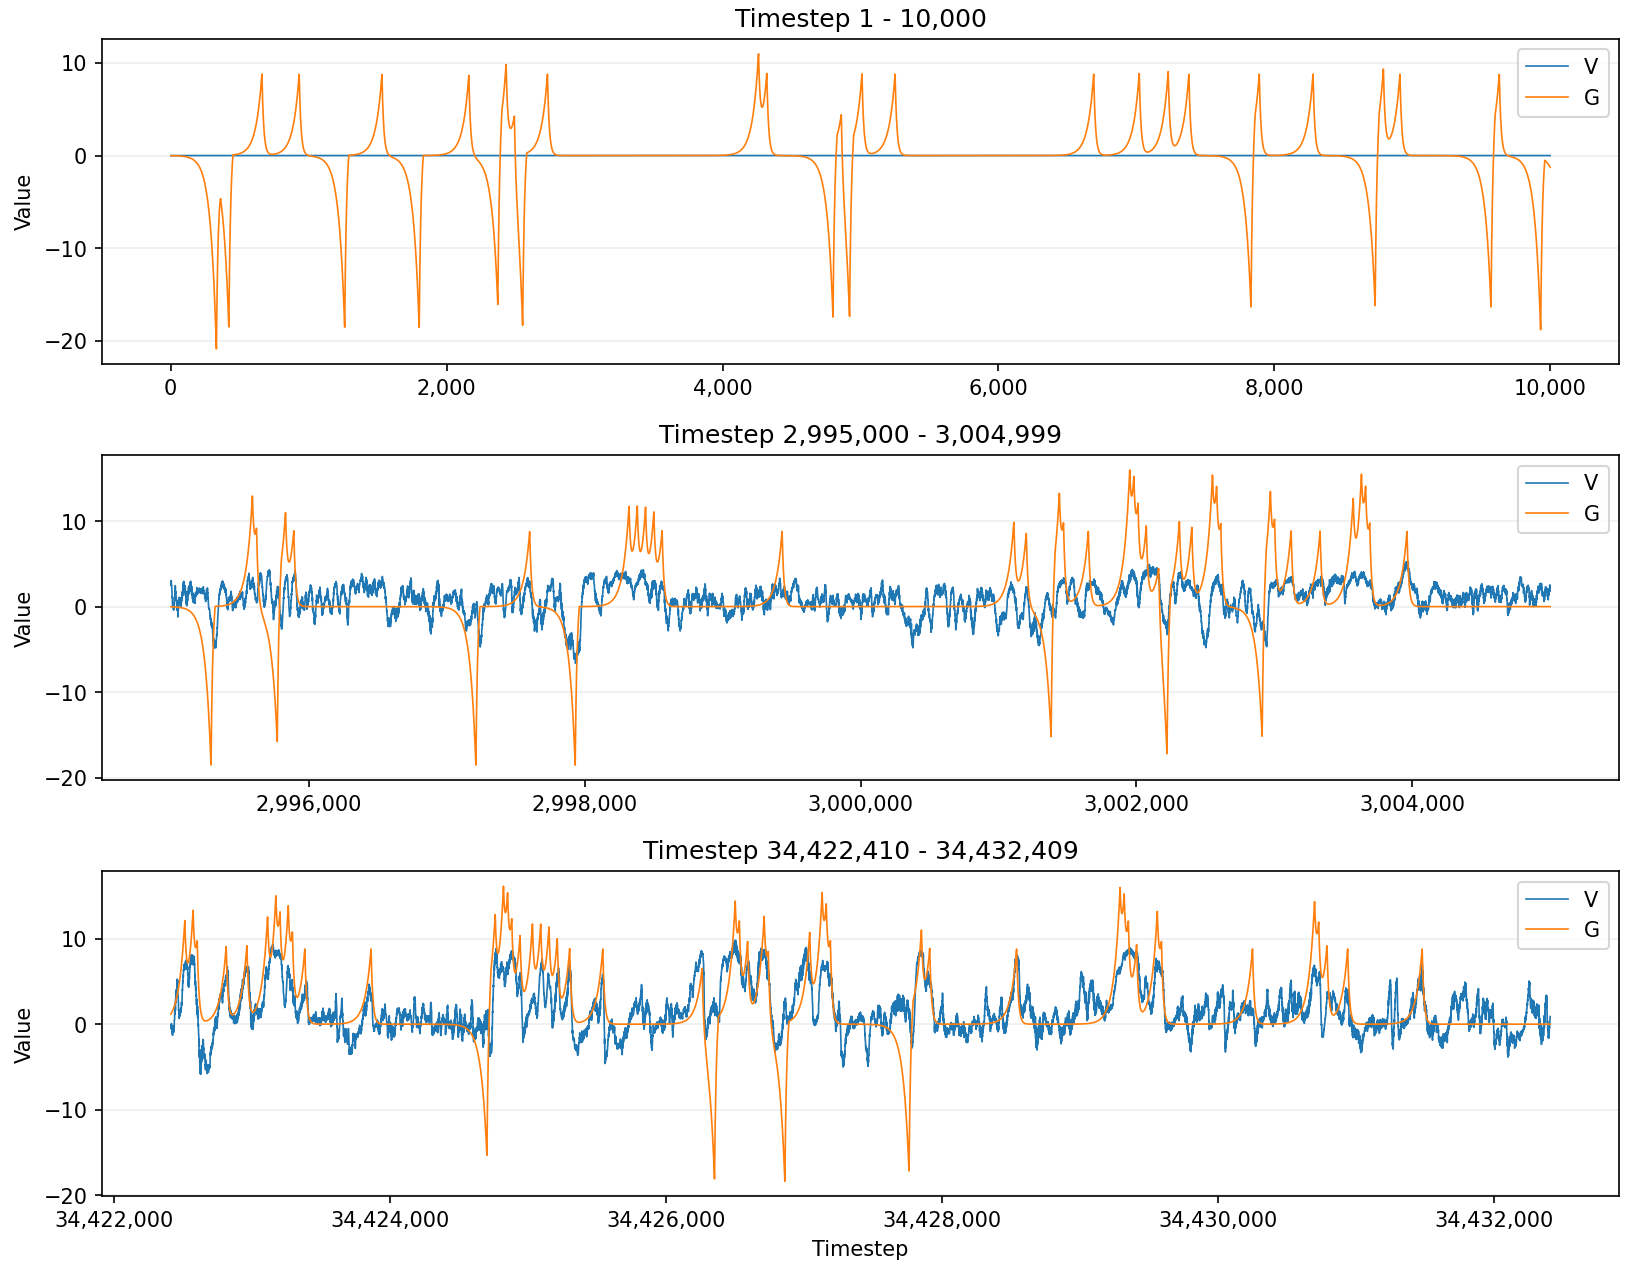 Timestep 1 - 10,000
V
G
Value
10
0
−10
−20
0
2,000
4,000
6,000
8,000
10,000
Timestep 2,995,000 - 3,004,999
V
G
Value
10
0
−10
−20
2,996,000
2,998,000
3,000,000
3,002,000
3,004,000
Timestep 34,422,410 - 34,432,409
V
G
Value
10
0
−10
−20
34,422,000
34,424,000
34,426,000
34,428,000
34,430,000
34,432,000
Timestep